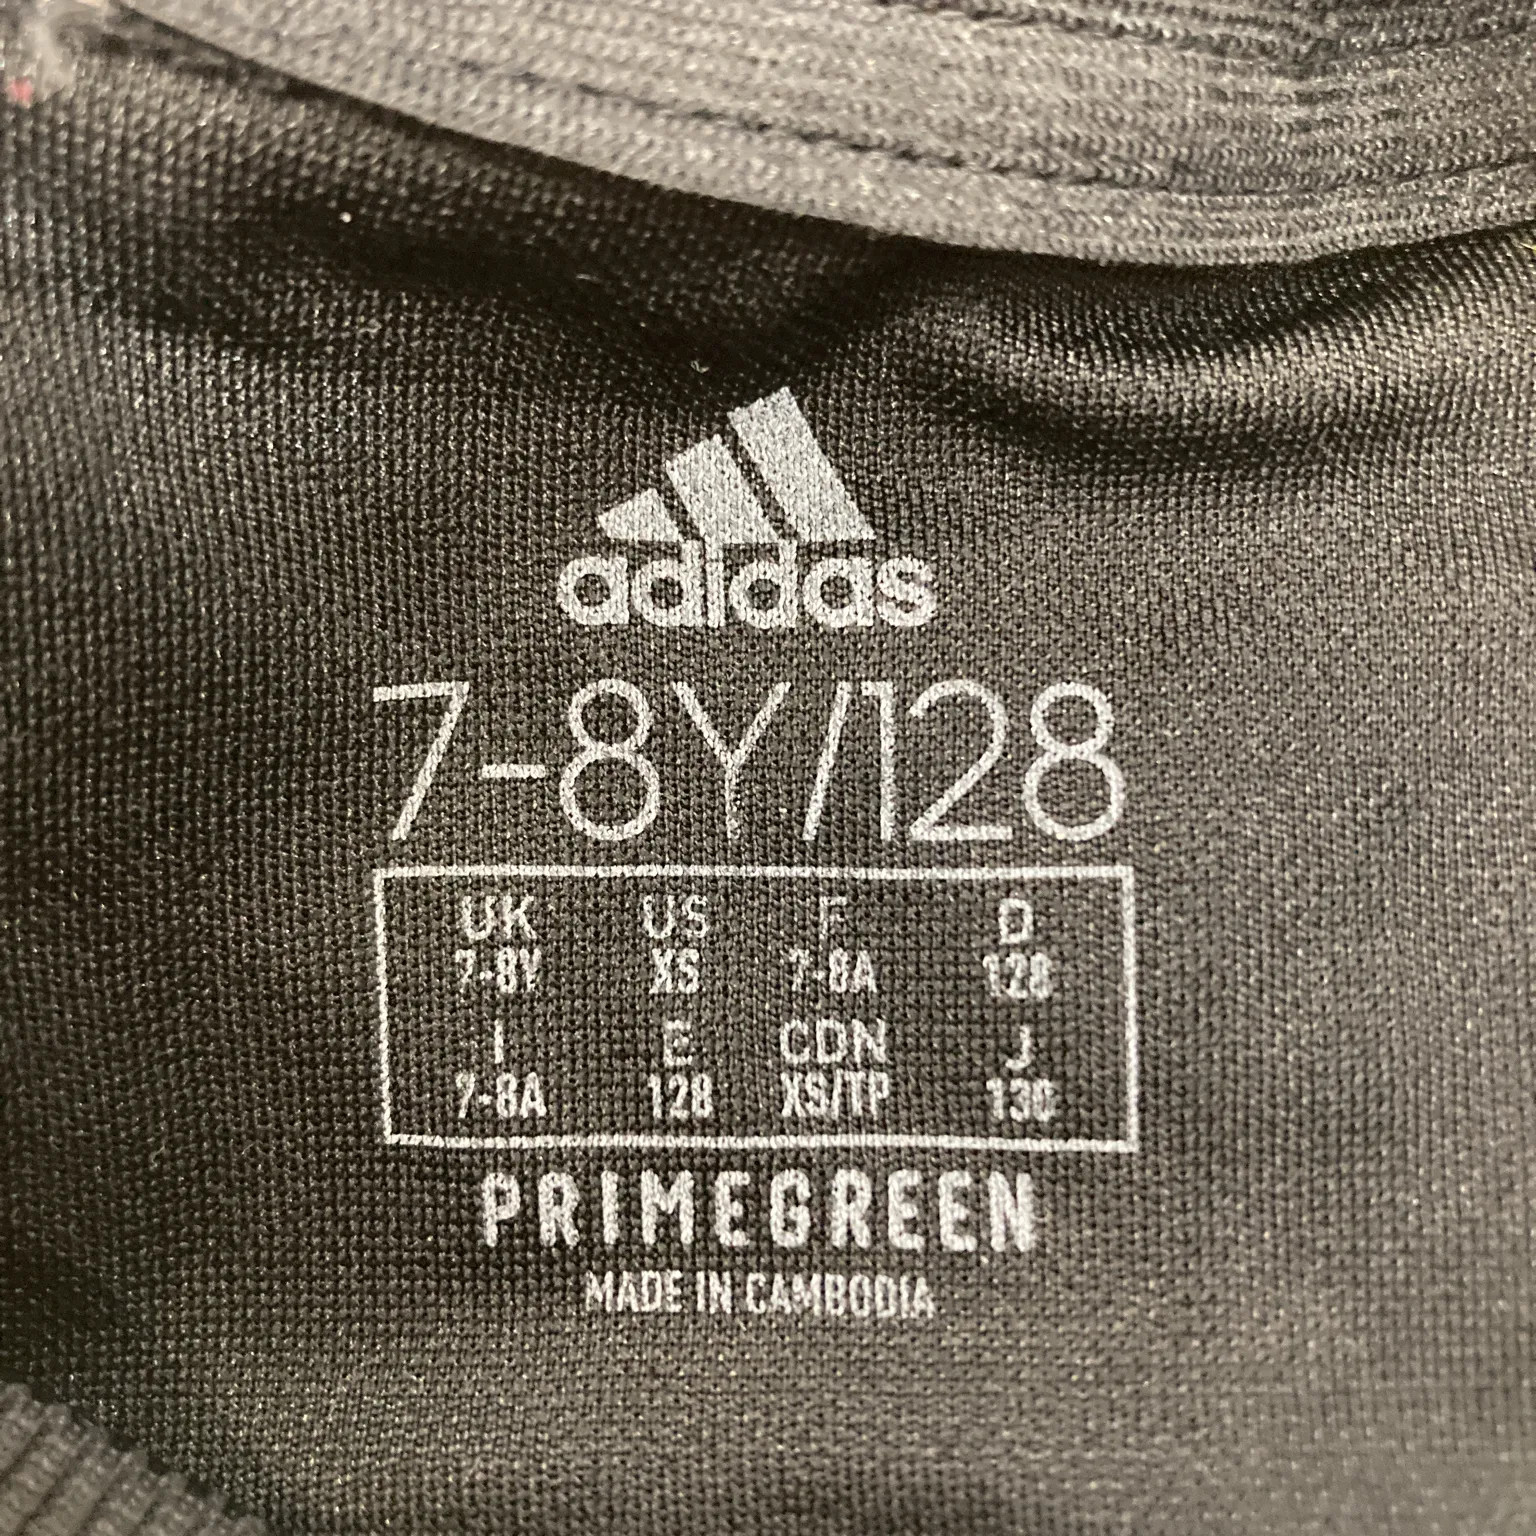 adidas
7-8Y/128
UK US F D
7-8Y XS 7-8A 128
I E CDN J
7-8A 128 XS/TP 130
PRIMEGREEN
MADE IN CAMBODIA